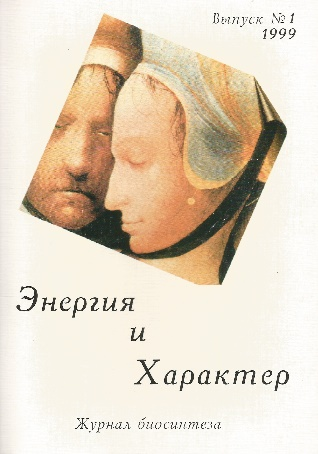 Выпуск №1
1999
Энергия
и
Характер
Журнал биосинтеза